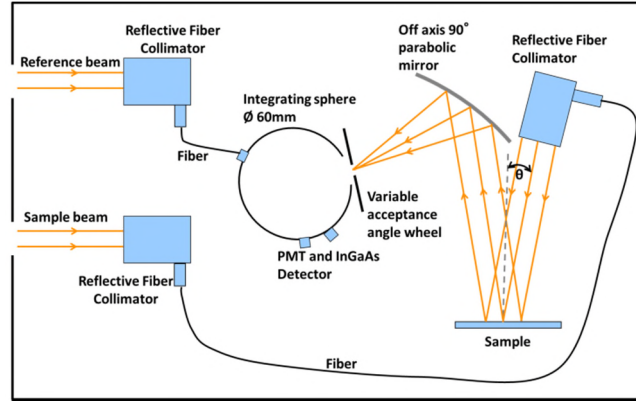 Reflective Fiber
Collimator
Reference beam
Fiber
Integrating sphere
Ø 60mm
Off axis 90°
parabolic
mirror
Reflective Fiber
Collimator
θ
Variable
acceptance
angle wheel
PMT and InGaAs
Detector
Sample beam
Reflective Fiber
Collimator
Fiber
Sample